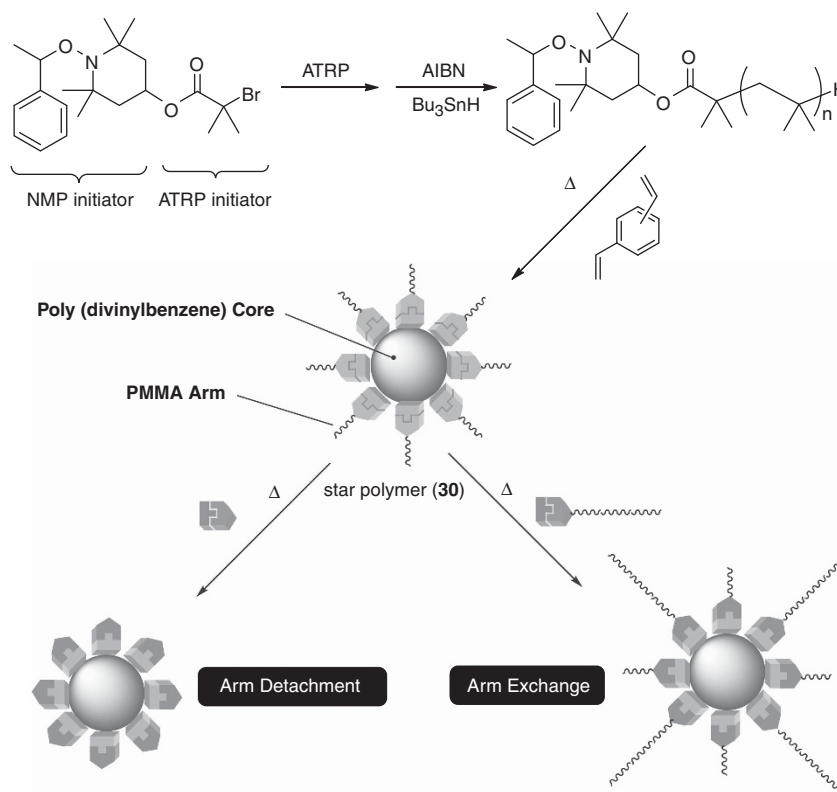 O
N
O
O
Br
NMP initiator
ATRP initiator
ATRP
AIBN
Bu3SnH
O
N
O
O
n
Δ
Poly (divinylbenzene) Core
PMMA Arm
star polymer (30)
Δ
Δ
Arm Detachment
Arm Exchange